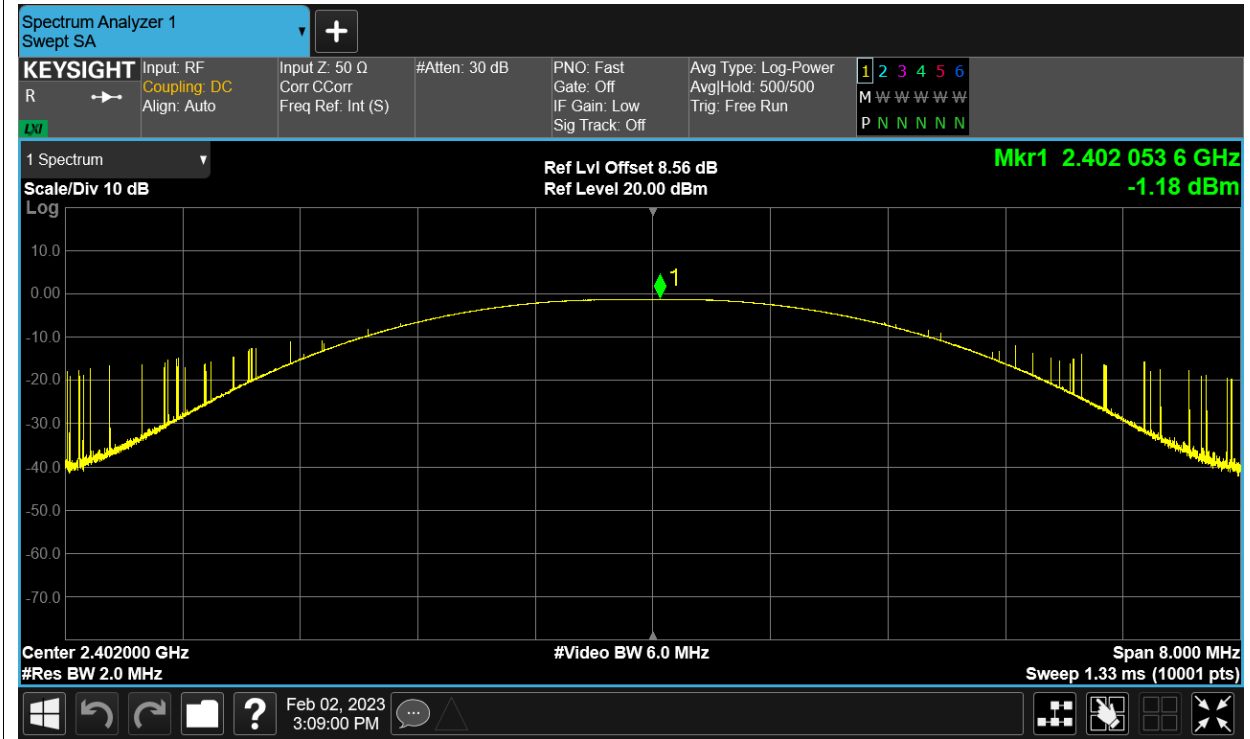 Spectrum Analyzer 1
Swept SA
KEYSIGHT
R
LXI
Input: RF
Coupling: DC
Align: Auto
Input Z: 50 Ω
Corr CCorr
Freq Ref: Int (S)
#Atten: 30 dB
PNO: Fast
Gate: Off
IF Gain: Low
Sig Track: Off
Avg Type: Log-Power
Avg|Hold: 500/500
Trig: Free Run
1 2 3 4 5 6
M W W W W W
P N N N N N
1 Spectrum
Scale/Div 10 dB
Log
Ref Lvl Offset 8.56 dB
Ref Level 20.00 dBm
Mkr1 2.402 053 6 GHz
-1.18 dBm
10.0
0.00
-10.0
-20.0
-30.0
-40.0
-50.0
-60.0
-70.0
1
Center 2.402000 GHz
#Video BW 6.0 MHz
Span 8.000 MHz
#Res BW 2.0 MHz
Sweep 1.33 ms (10001 pts)
?
Feb 02, 2023
3:09:00 PM